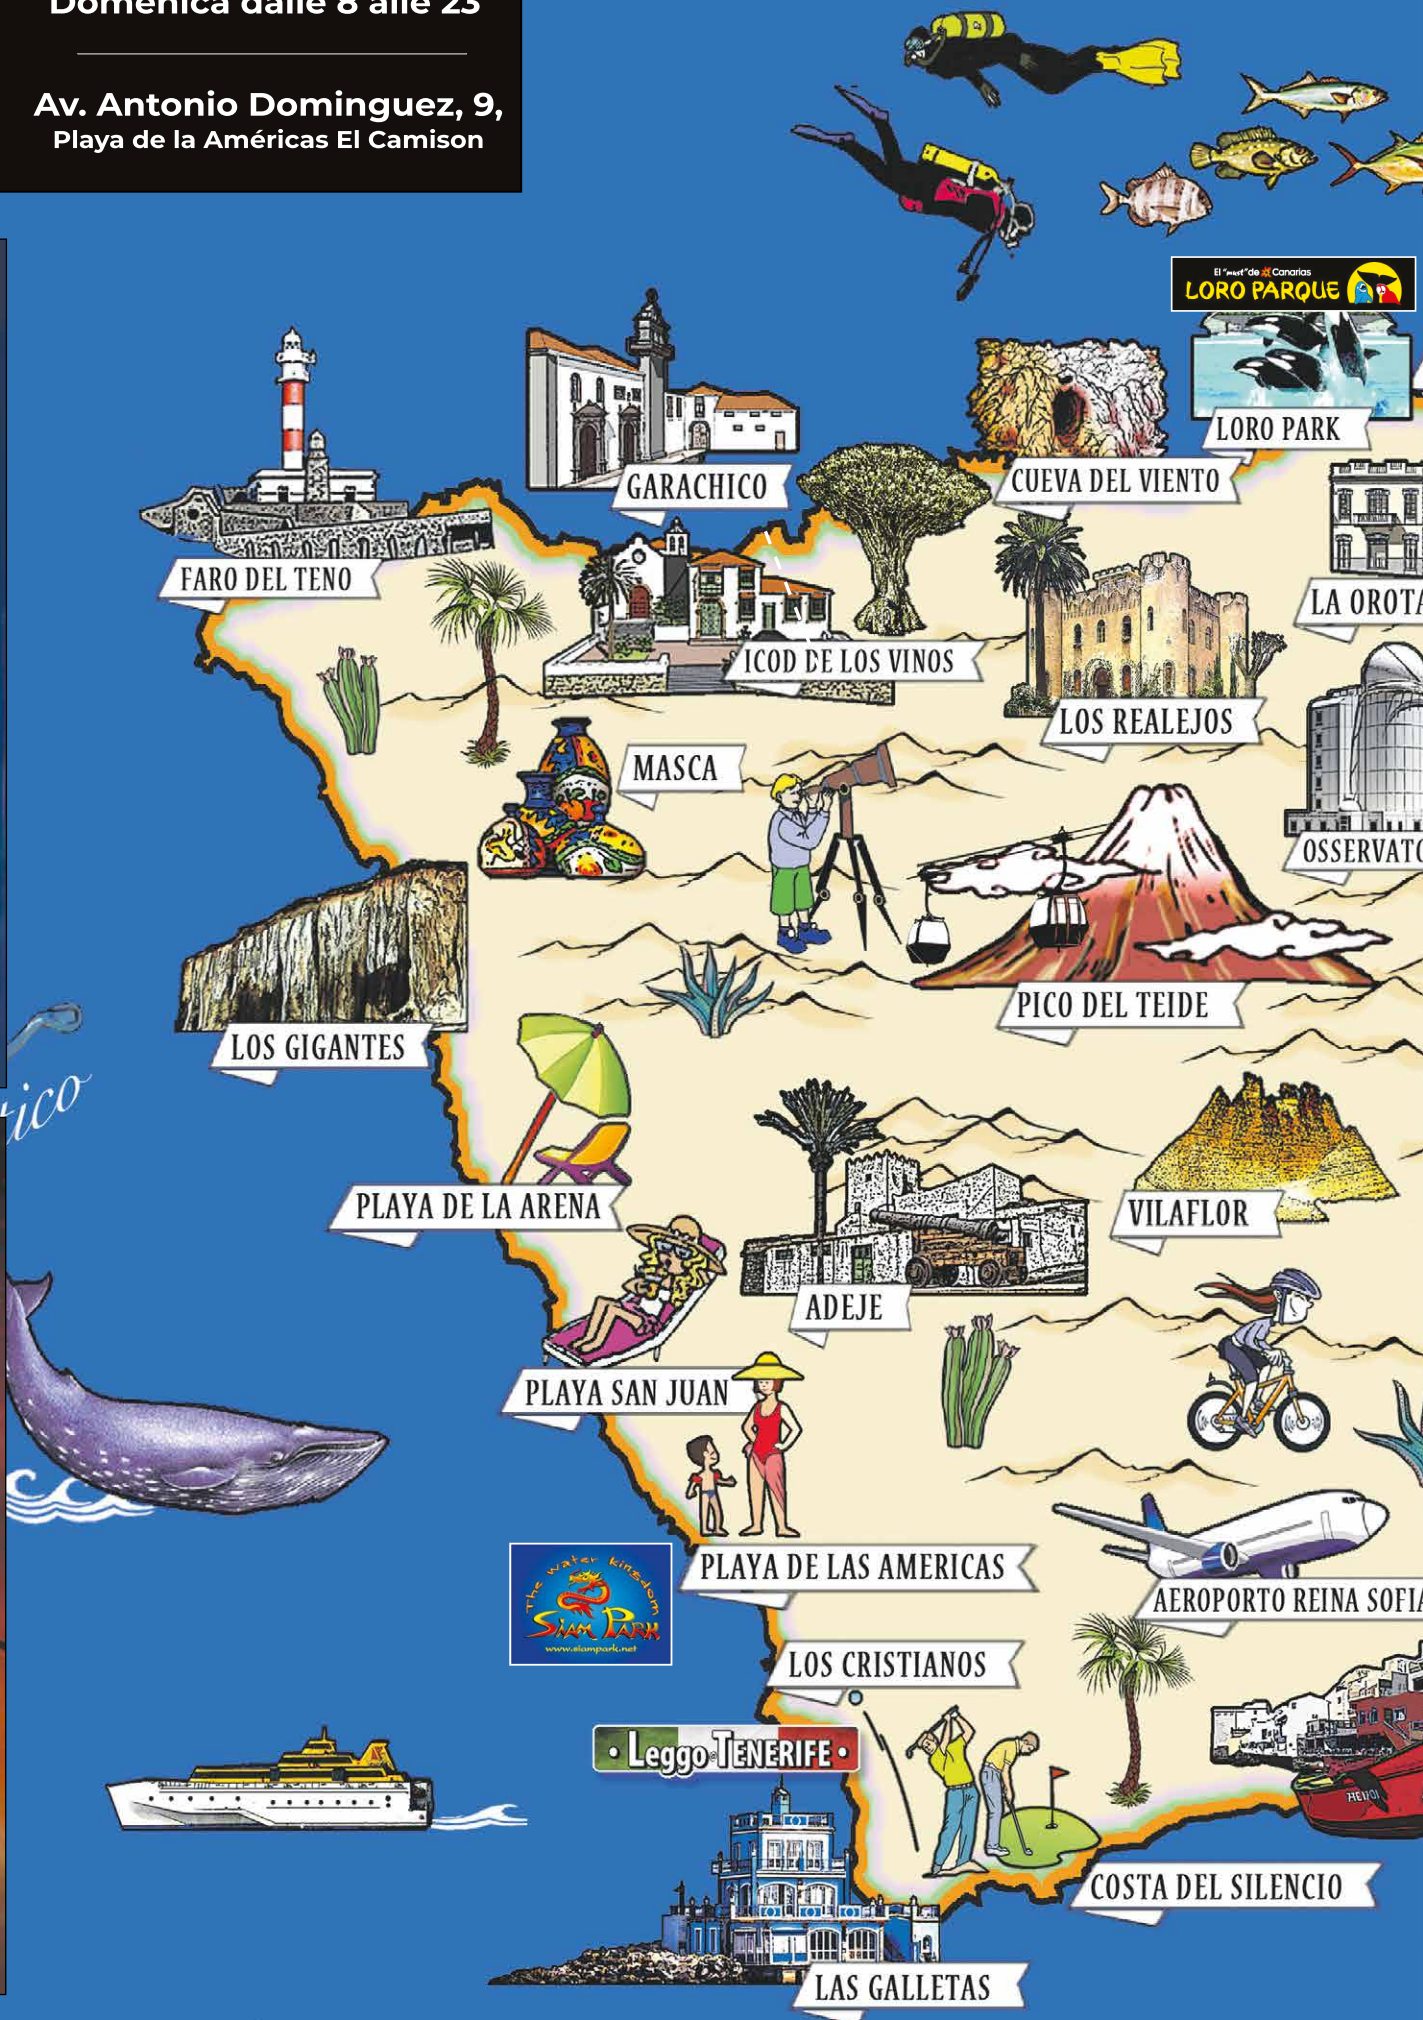 Domenica dalle 8 alle 23
Av. Antonio Dominguez, 9,
Playa de la Américas El Camison
El "must" de Canarias
LORO PARQUE
LORO PARK
GARACHICO
CUEVA DEL VIENTO
FARO DEL TENO
LA OROTA
ICOD DE LOS VINOS
LOS REALEJOS
MASCA
OSSERVATO
PICO DEL TEIDE
LOS GIGANTES
tico
PLAYA DE LA ARENA
VILAFLOR
ADEJE
PLAYA SAN JUAN
PLAYA DE LAS AMERICAS
The water kingdom
SIAM PARK
www.siampark.net
AEROPORTO REINA SOFIA
LOS CRISTIANOS
• Leggo TENERIFE •
COSTA DEL SILENCIO
LAS GALLETAS